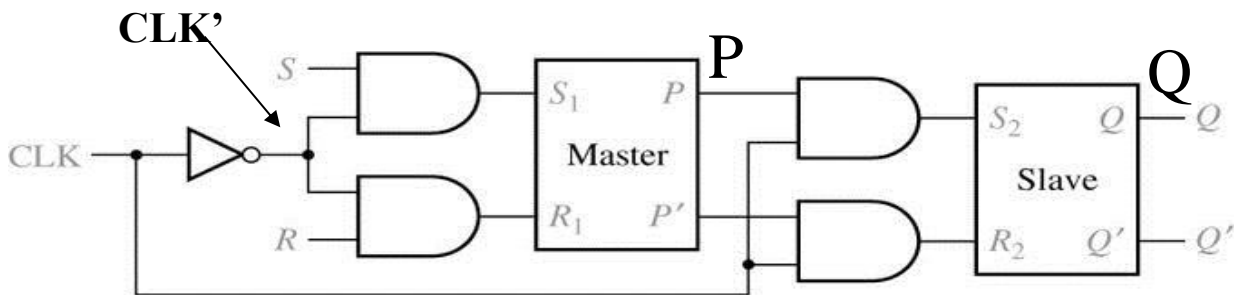 CLK’
P
Q
S
S₁
P
S₂
Q
Q
CLK
Master
Slave
R
R₁
P′
R₂
Q′
Q′